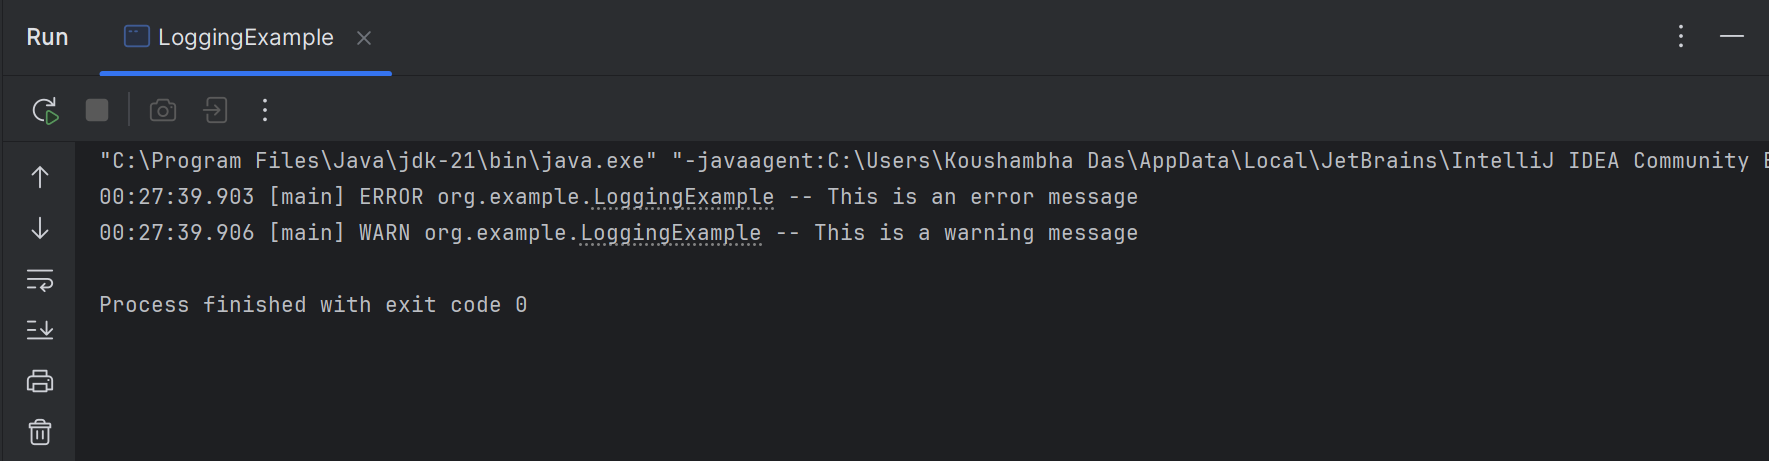 Run LoggingExample
"C:\Program Files\Java\jdk-21\bin\java.exe" "-javaagent:C:\Users\Koushambha Das\AppData\Local\JetBrains\IntelliJ IDEA Community
00:27:39.903 [main] ERROR org.example.LoggingExample -- This is an error message
00:27:39.906 [main] WARN org.example.LoggingExample -- This is a warning message
Process finished with exit code 0